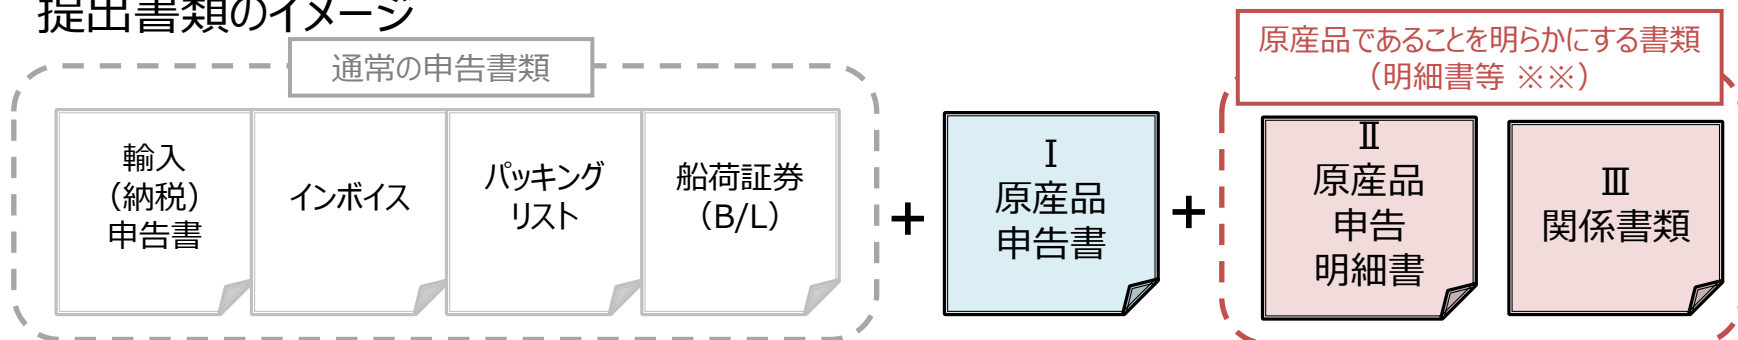 提出書類のイメージ
通常の申告書類
輸入
（納税）
申告書
インボイス
パッキング
リスト
船荷証券
（B/L）
+
Ⅰ
原産品
申告書
+
原産品であることを明らかにする書類
（明細書等 ※※）
Ⅱ
原産品
申告
明細書
Ⅲ
関係書類